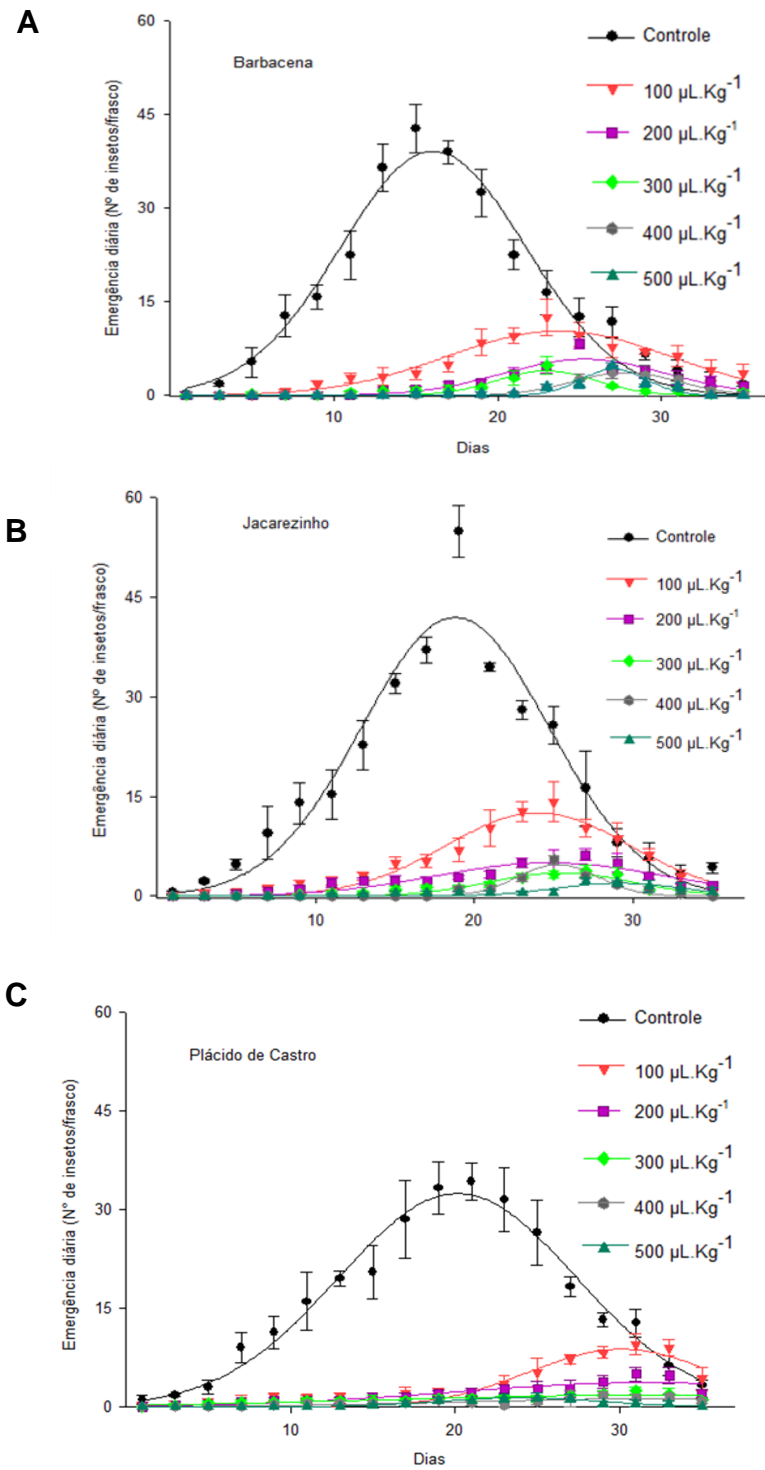 A
Barbacena
Controle
100 µL.Kg⁻¹
200 µL.Kg⁻¹
300 µL.Kg⁻¹
400 µL.Kg⁻¹
500 µL.Kg⁻¹
Emergência diária (Nº de insetos/frasco)
60
45
30
15
0
10
20
30
Dias
B
Jacarezinho
Controle
100 µL.Kg⁻¹
200 µL.Kg⁻¹
300 µL.Kg⁻¹
400 µL.Kg⁻¹
500 µL.Kg⁻¹
Emergência diária (Nº de insetos/frasco)
60
45
30
15
0
10
20
30
C
Plácido de Castro
Controle
100 µL.Kg⁻¹
200 µL.Kg⁻¹
300 µL.Kg⁻¹
400 µL.Kg⁻¹
500 µL.Kg⁻¹
Emergência diária (N° de insetos/frasco)
60
45
30
15
0
10
20
30
Dias